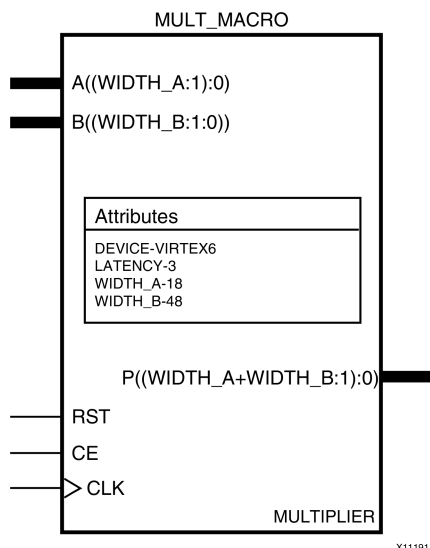 MULT_MACRO
A((WIDTH_A:1):0)
B((WIDTH_B:1:0))
Attributes
DEVICE-VIRTEX6
LATENCY-3
WIDTH_A-18
WIDTH_B-48
P((WIDTH_A+WIDTH_B:1):0)
RST
CE
CLK
MULTIPLIER
X11191